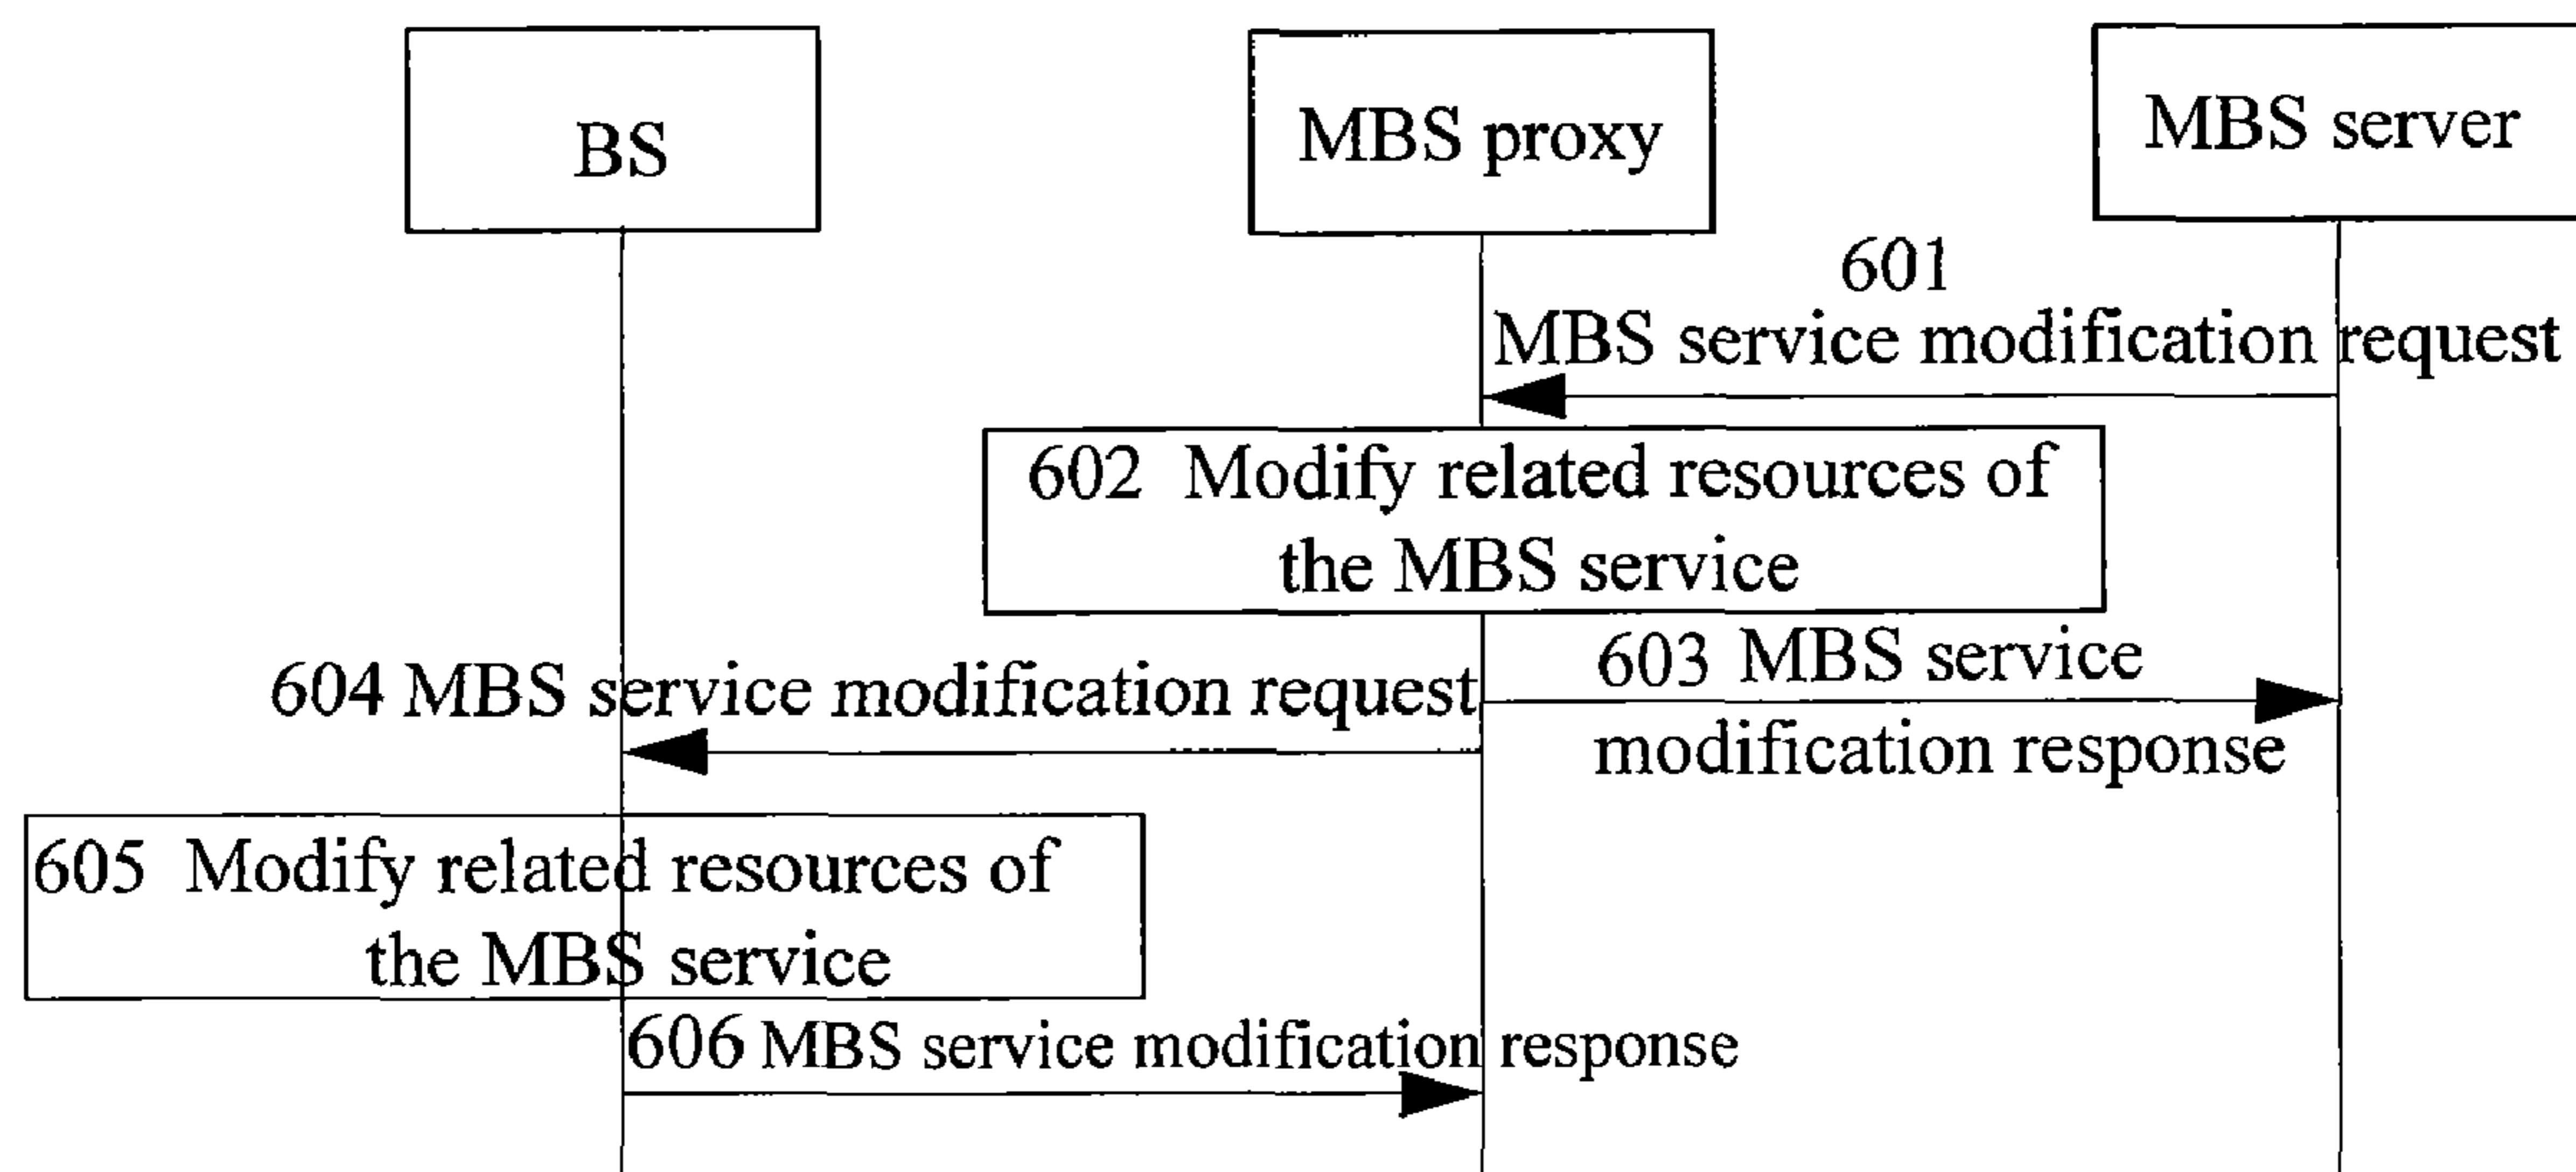 BS
MBS proxy
MBS server
601
MBS service modification request
602 Modify related resources of
the MBS service
603 MBS service
modification response
604 MBS service modification request
605 Modify related resources of
the MBS service
606 MBS service modification response